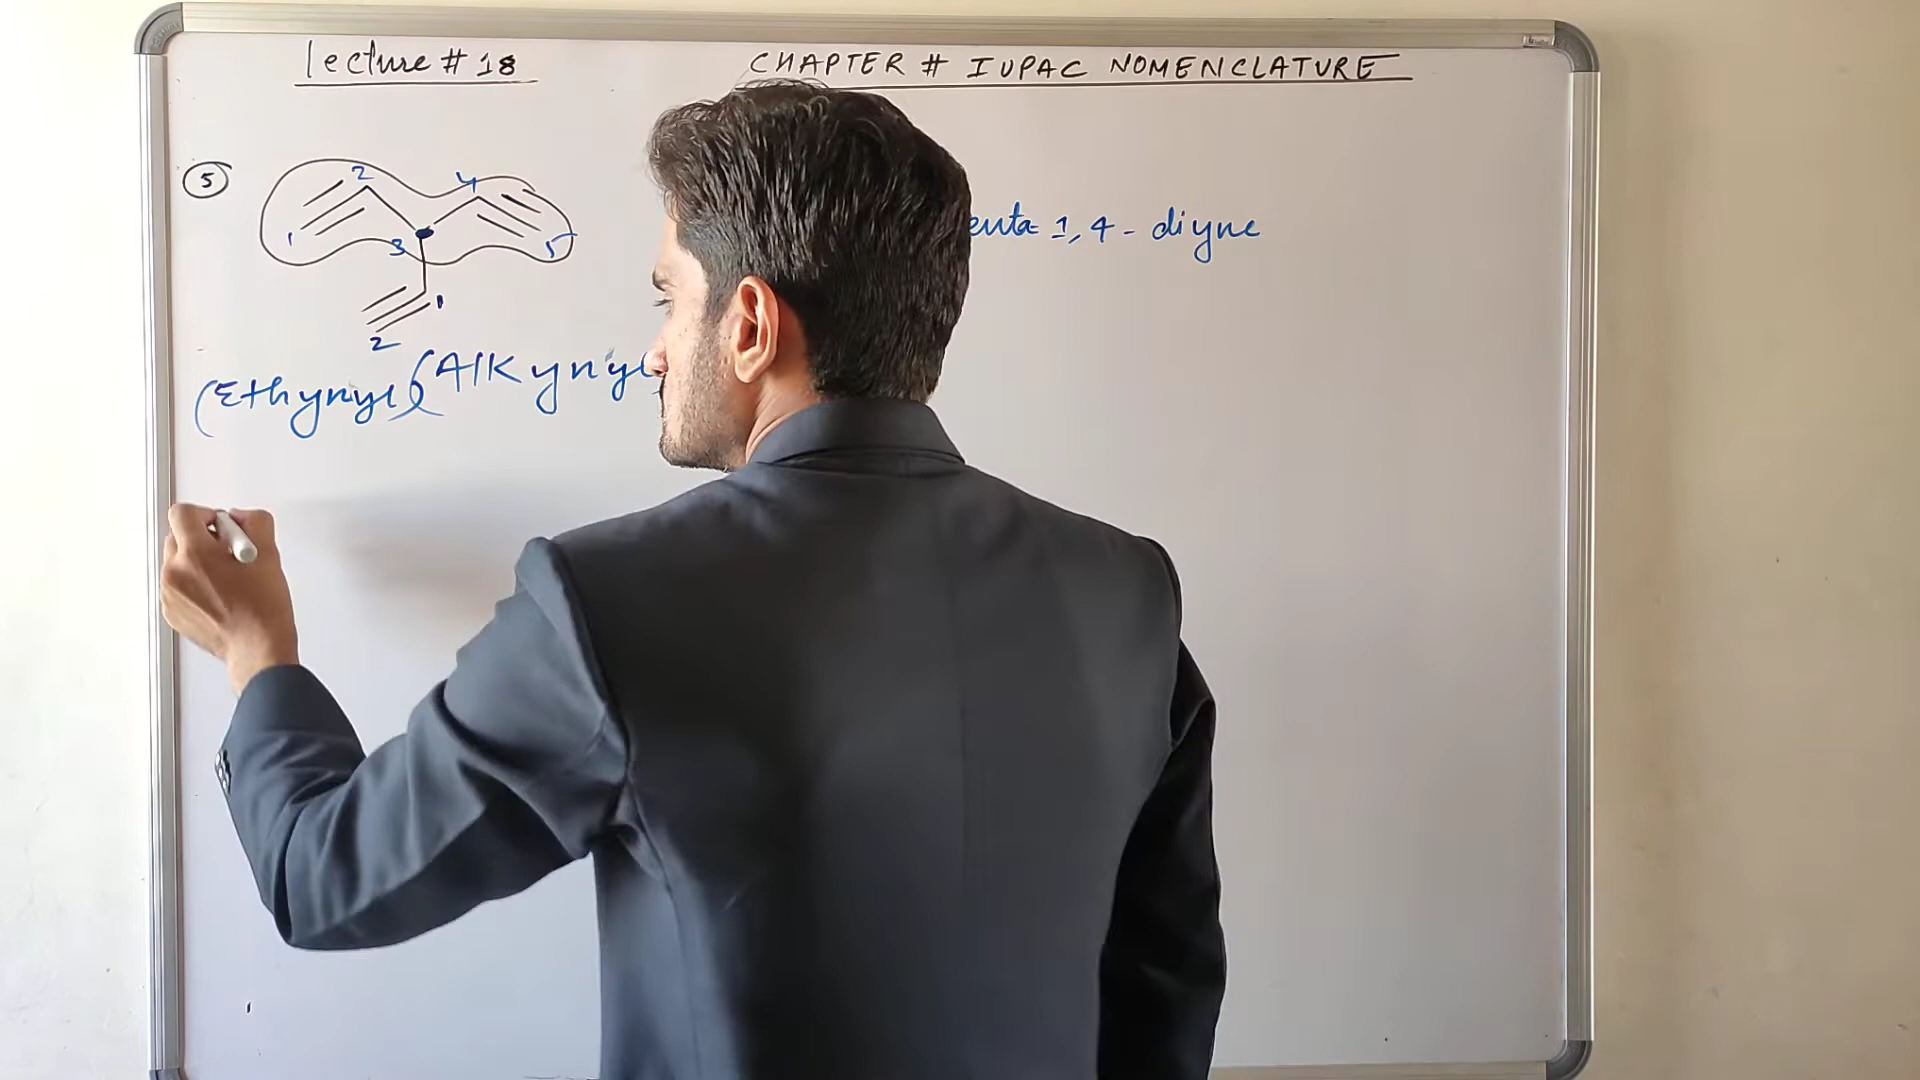 Lecture # 18
CHAPTER # IUPAC NOMENCLATURE
5
2
4
1
3
5
1
2
enta 1, 4 - diyne
(Ethynyl) (Alkynyl